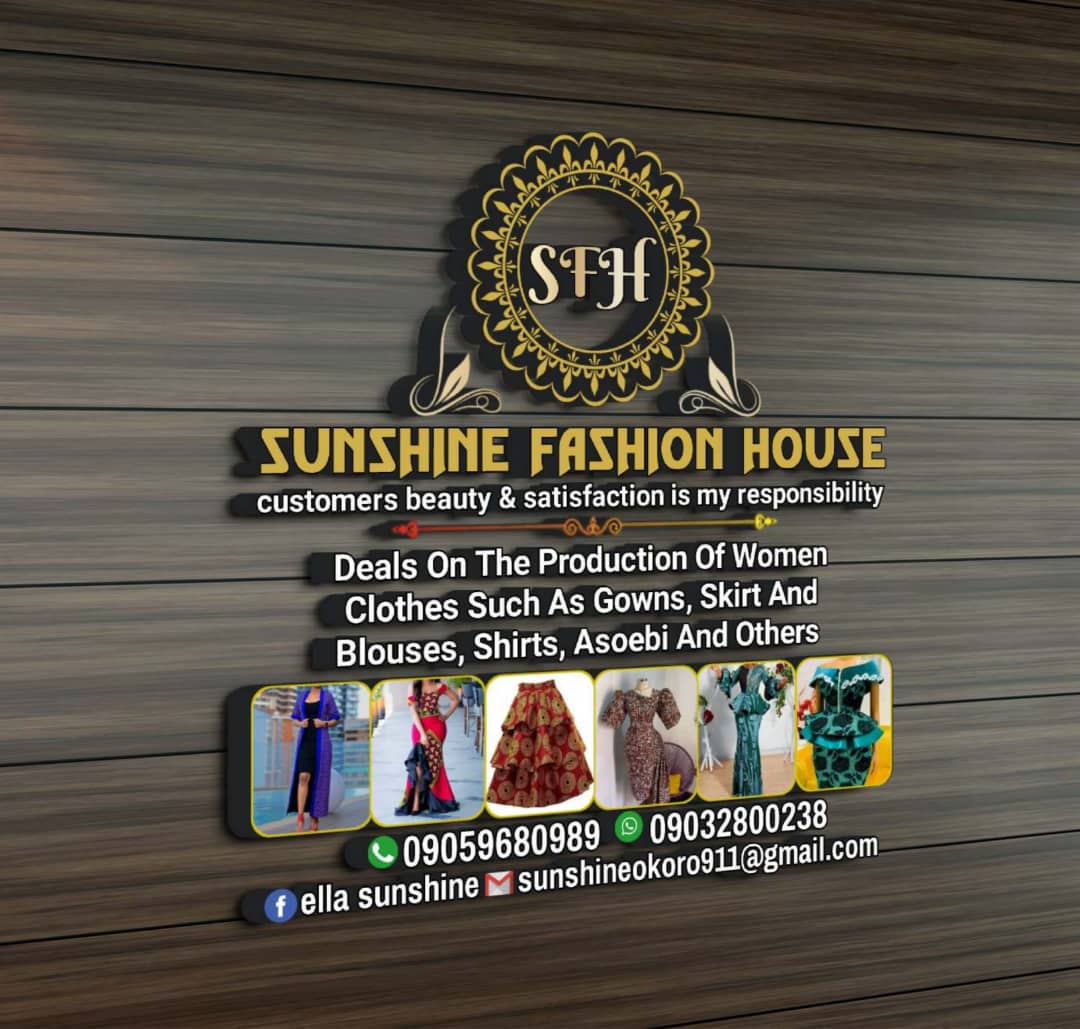 SFH
SUNSHINE FASHION HOUSE
customers beauty & satisfaction is my responsibility
Deals On The Production Of Women
Clothes Such As Gowns, Skirt And
Blouses, Shirts, Asoebi And Others
09059680989 09032800238
ella sunshine sunshineokoro911@gmail.com